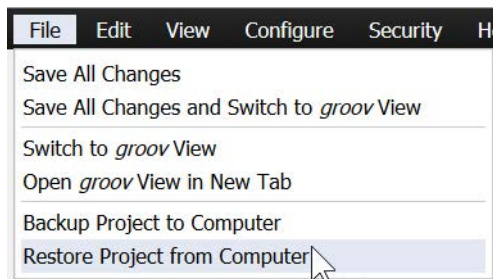 File Edit View Configure Security
Save All Changes
Save All Changes and Switch to groov View
Switch to groov View
Open groov View in New Tab
Backup Project to Computer
Restore Project from Computer